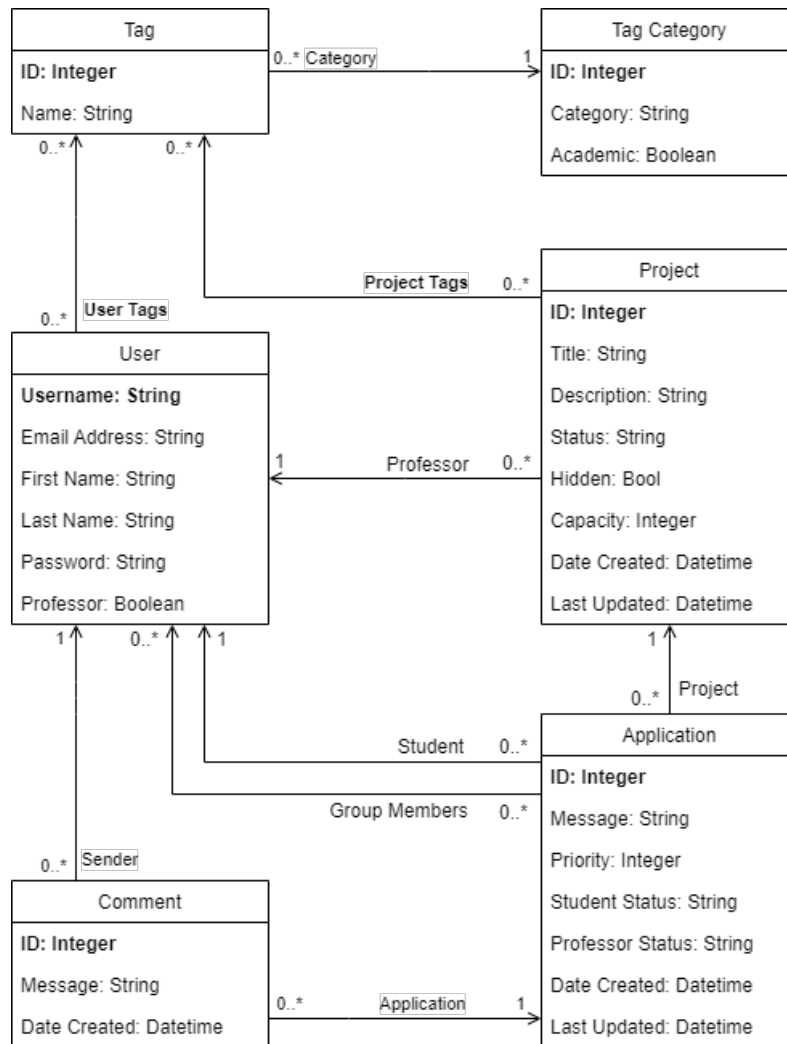 Tag
ID: Integer
Name: String
0..* Category 1
Tag Category
ID: Integer
Category: String
Academic: Boolean
0..* 0..*
Project Tags 0..*
0..* User Tags
User
Username: String
Email Address: String
First Name: String
Last Name: String
Password: String
Professor: Boolean
1 Professor 0..*
Project
ID: Integer
Title: String
Description: String
Status: String
Hidden: Bool
Capacity: Integer
Date Created: Datetime
Last Updated: Datetime
1 0..* 1
1
0..* Project
Student 0..*
Group Members 0..*
Application
ID: Integer
Message: String
Priority: Integer
Student Status: String
Professor Status: String
Date Created: Datetime
Last Updated: Datetime
0..* Sender
Comment
ID: Integer
Message: String
Date Created: Datetime
0..* Application 1